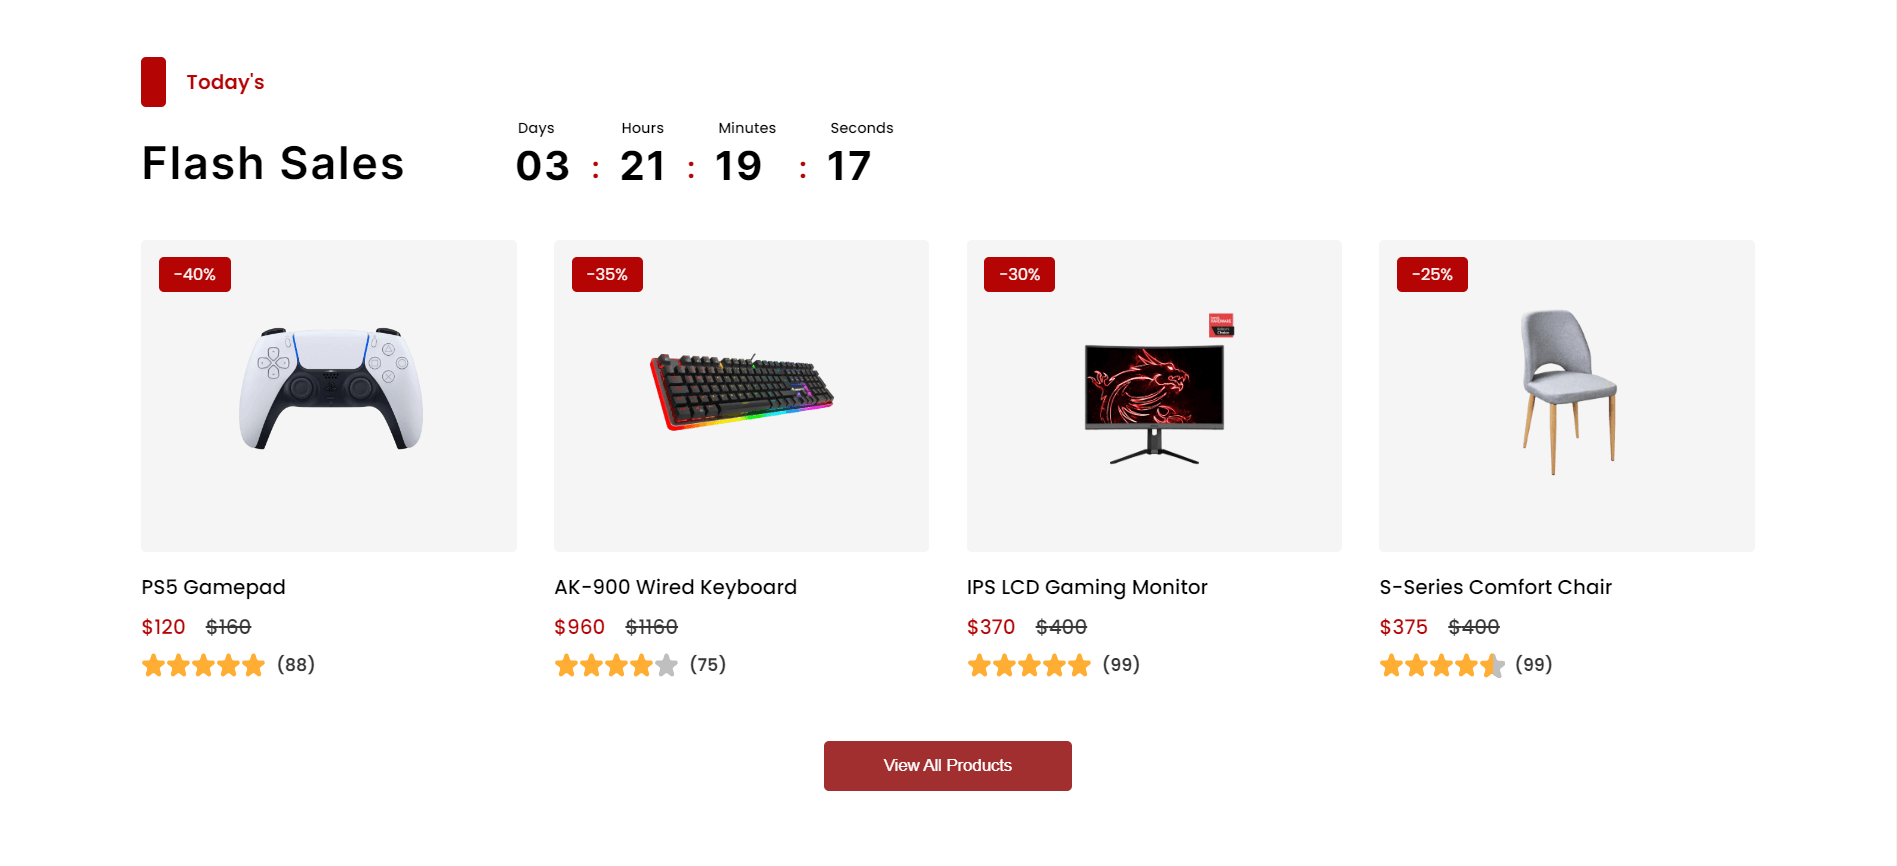 Today's
Flash Sales
Days Hours Minutes Seconds
03 : 21 : 19 : 17
-40%
-35%
-30%
-25%
PS5 Gamepad
$120 $160
(88)
AK-900 Wired Keyboard
$960 $1160
(75)
IPS LCD Gaming Monitor
$370 $400
(99)
S-Series Comfort Chair
$375 $400
(99)
View All Products